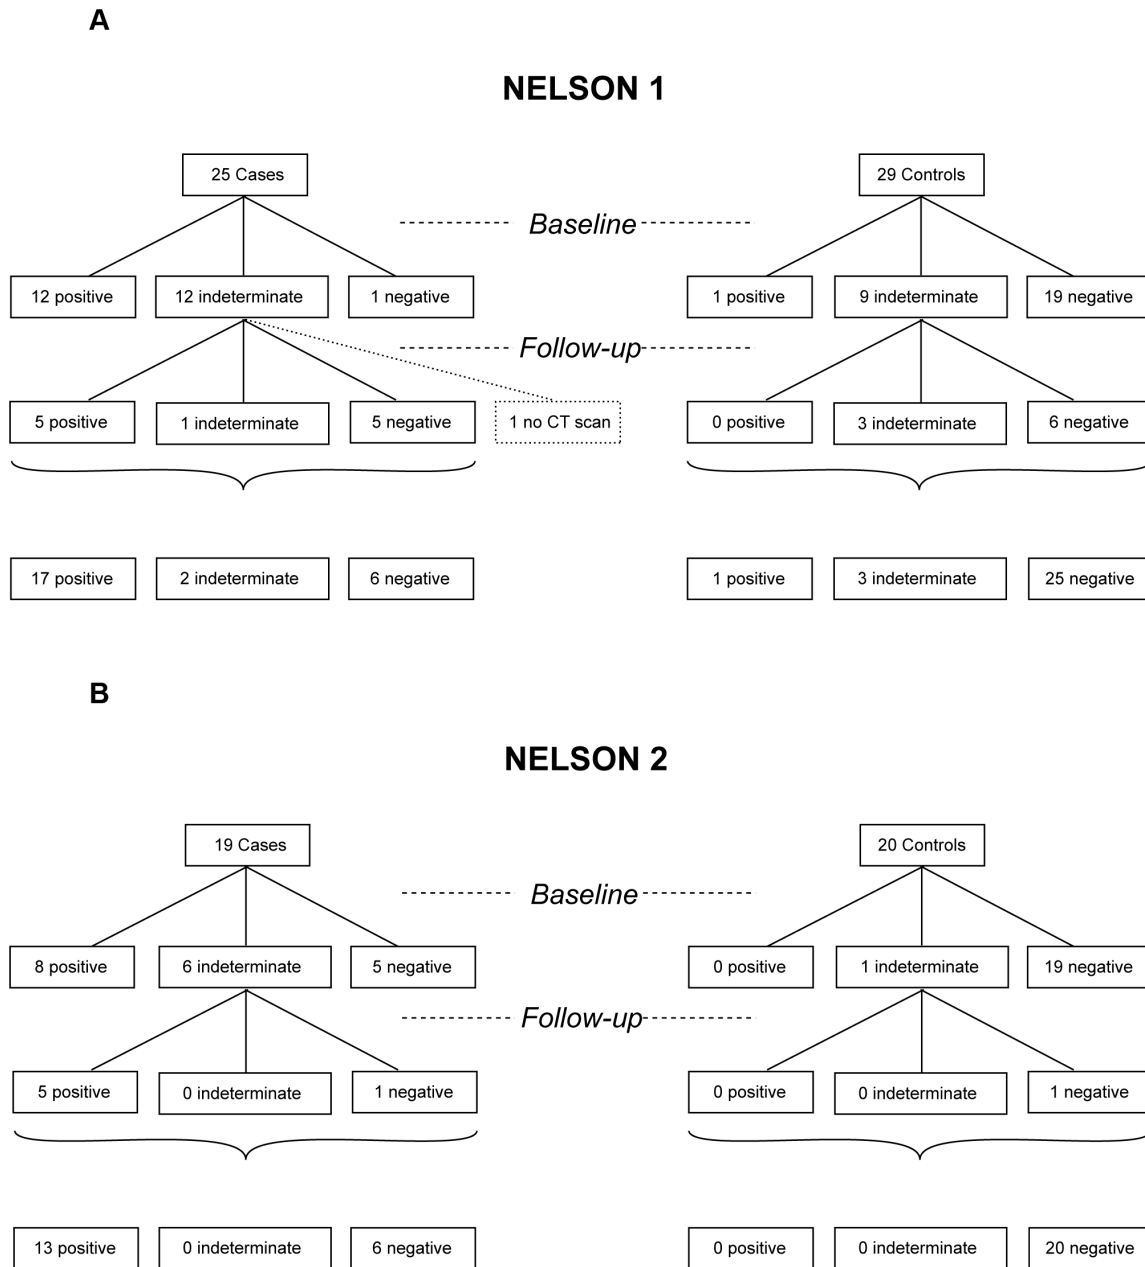 A
NELSON 1
25 Cases
29 Controls
Baseline
12 positive
12 indeterminate
1 negative
1 positive
9 indeterminate
19 negative
Follow-up
5 positive
1 indeterminate
5 negative
1 no CT scan
0 positive
3 indeterminate
6 negative
17 positive
2 indeterminate
6 negative
1 positive
3 indeterminate
25 negative
B
NELSON 2
19 Cases
20 Controls
Baseline
8 positive
6 indeterminate
5 negative
0 positive
1 indeterminate
19 negative
Follow-up
5 positive
0 indeterminate
1 negative
0 positive
0 indeterminate
1 negative
13 positive
0 indeterminate
6 negative
0 positive
0 indeterminate
20 negative